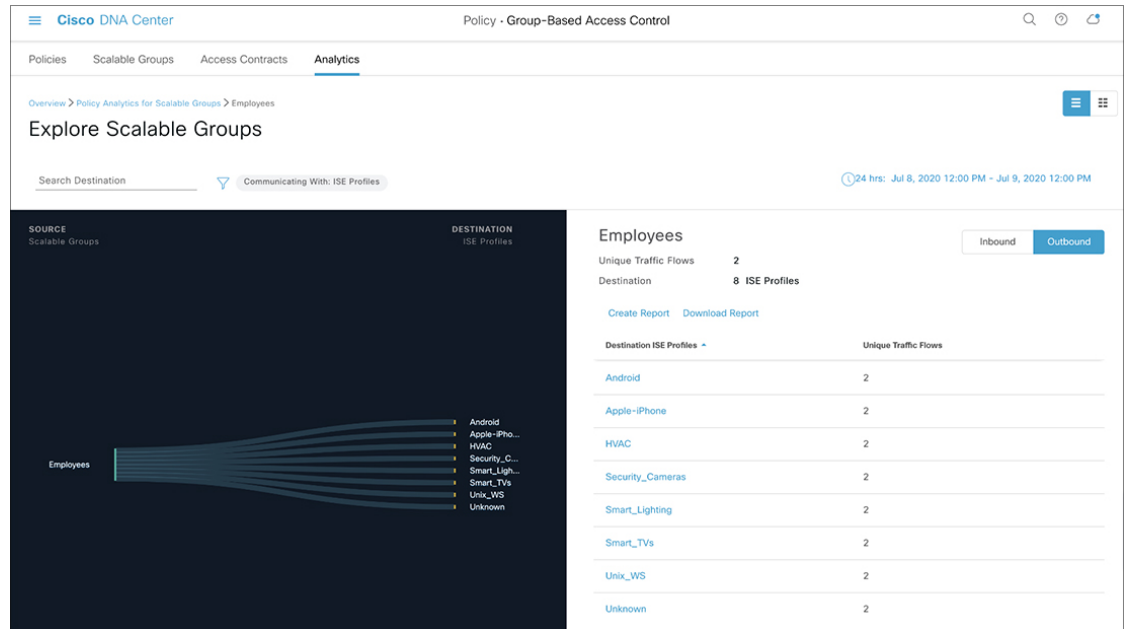 Cisco DNA Center
Policy · Group-Based Access Control
Policies Scalable Groups Access Contracts Analytics
Overview > Policy Analytics for Scalable Groups > Employees
Explore Scalable Groups
Search Destination
Communicating With: ISE Profiles
24 hrs: Jul 8, 2020 12:00 PM - Jul 9, 2020 12:00 PM
SOURCE
Scalable Groups
DESTINATION
ISE Profiles
Employees
Android
Apple-iPho...
HVAC
Security_C...
Smart_Ligh...
Smart_TVs
Unix_WS
Unknown
Employees
Inbound Outbound
Unique Traffic Flows 2
Destination 8 ISE Profiles
Create Report Download Report
Destination ISE Profiles Unique Traffic Flows
Android 2
Apple-iPhone 2
HVAC 2
Security_Cameras 2
Smart_Lighting 2
Smart_TVs 2
Unix_WS 2
Unknown 2